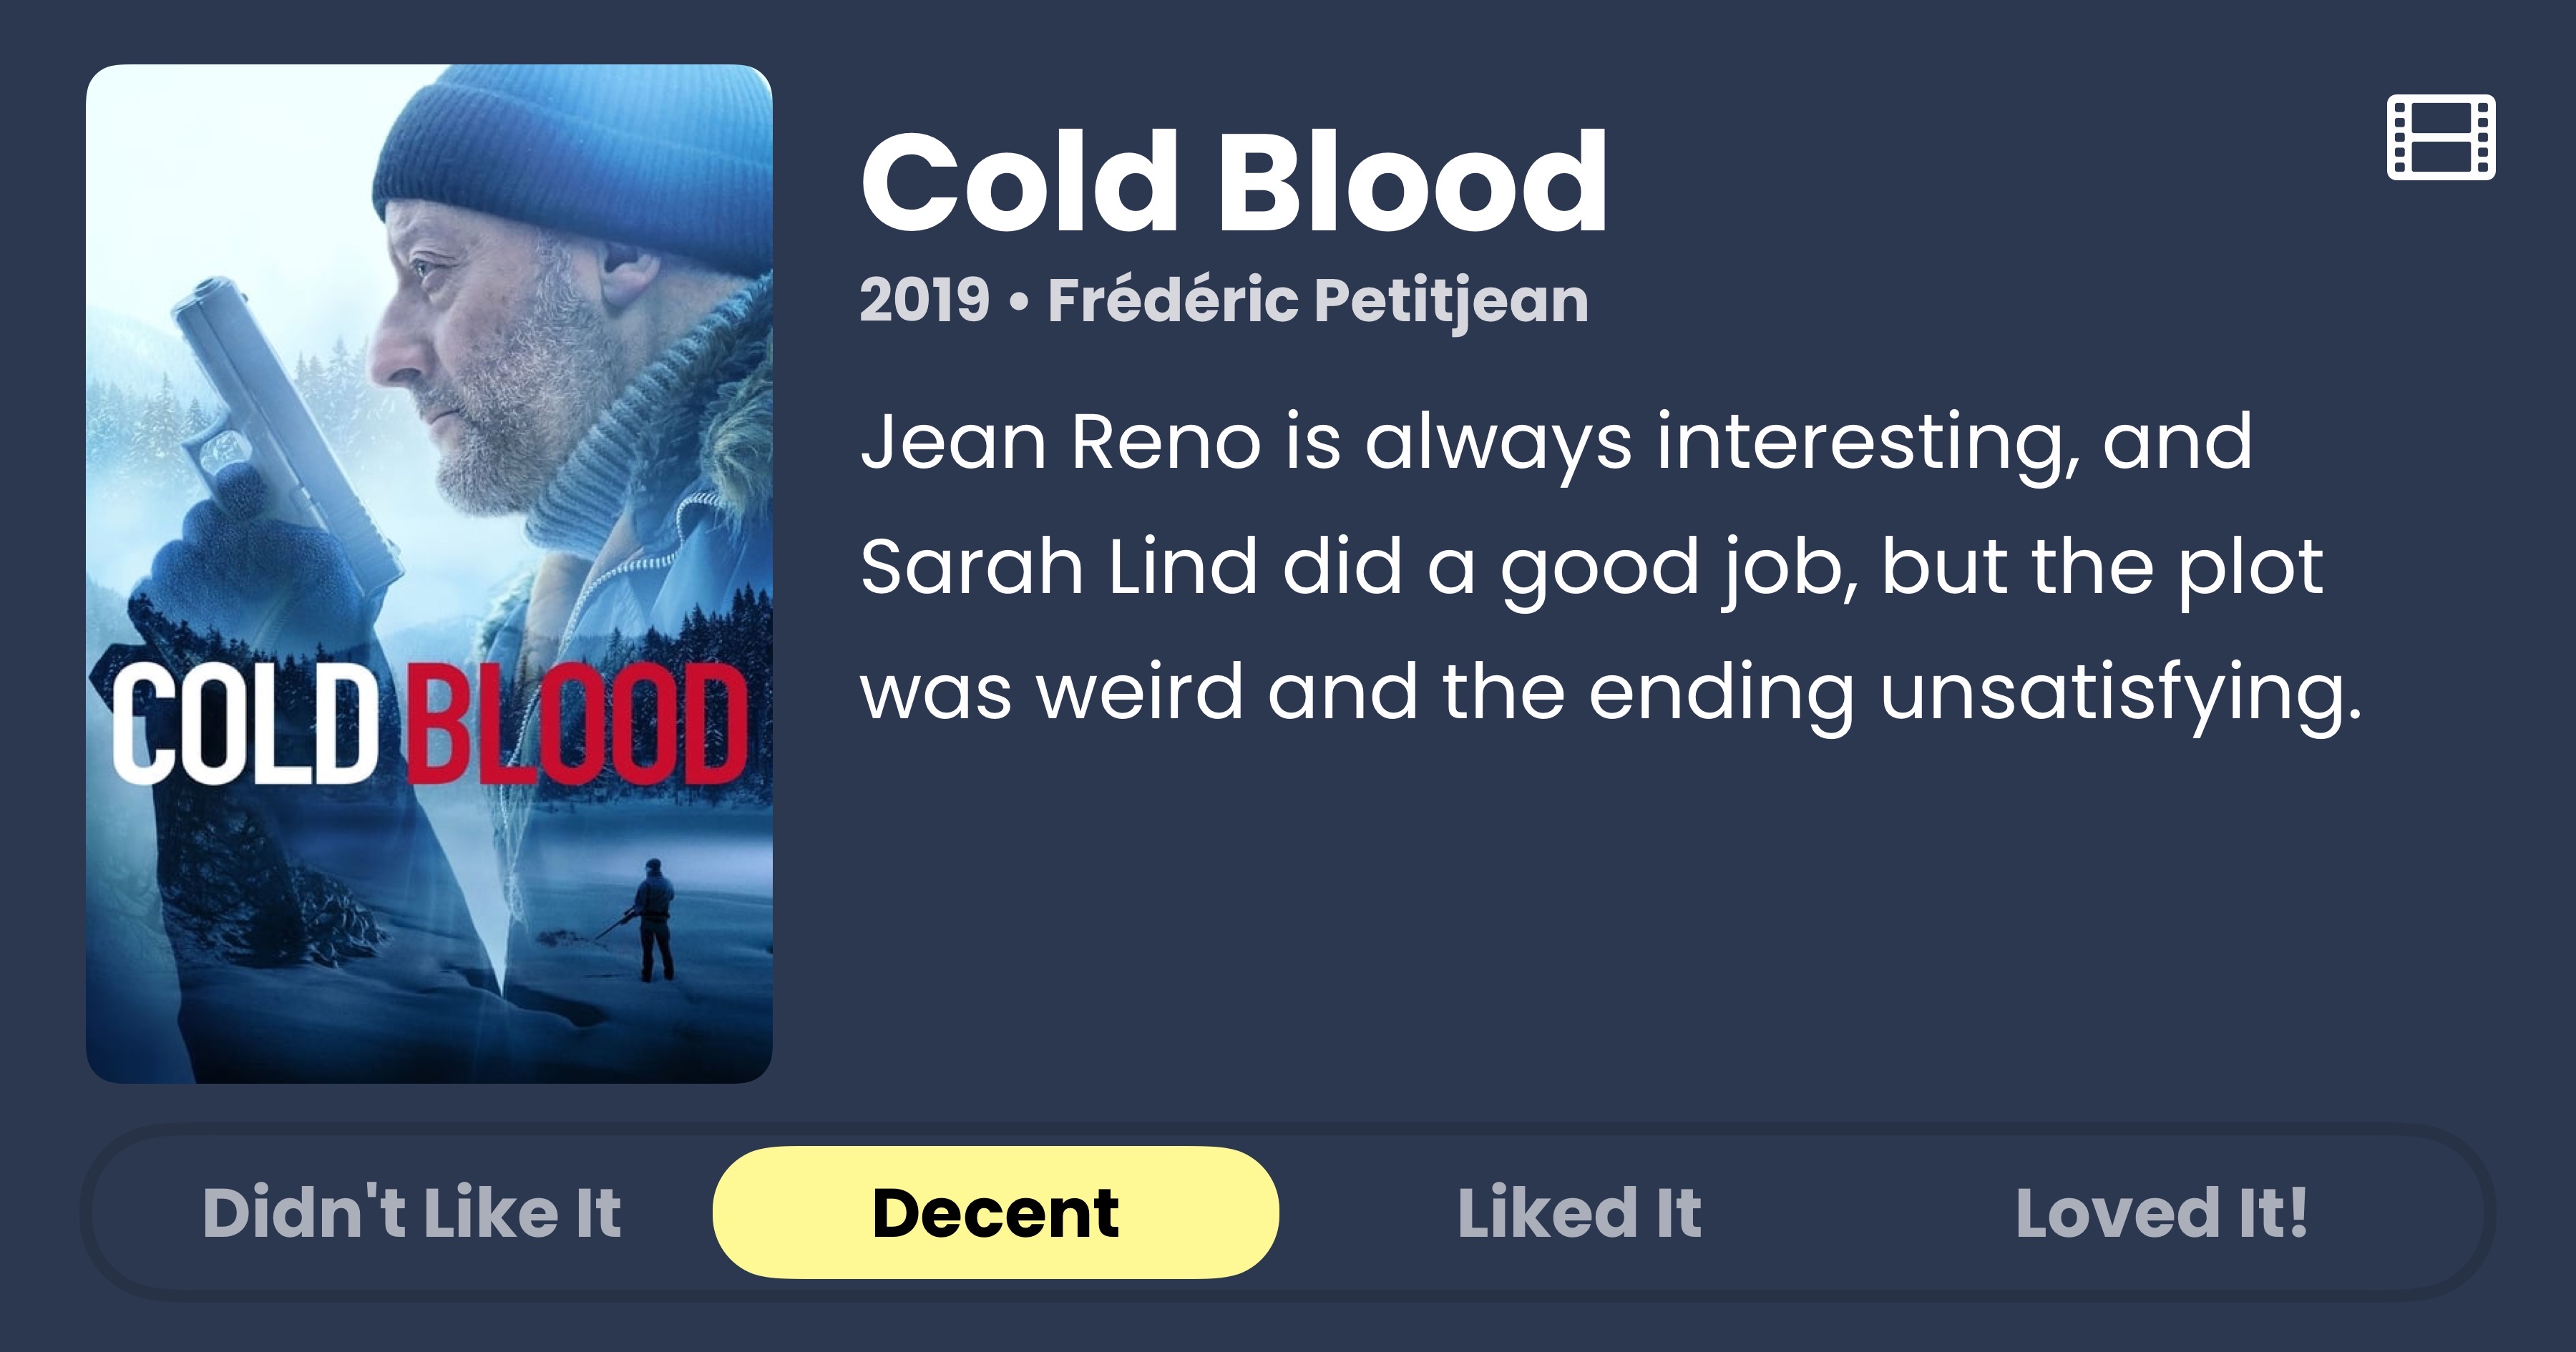 Cold Blood
2019 • Frédéric Petitjean
Jean Reno is always interesting, and
Sarah Lind did a good job, but the plot
was weird and the ending unsatisfying.
COLD BLOOD
Didn't Like It
Decent
Liked It
Loved It!